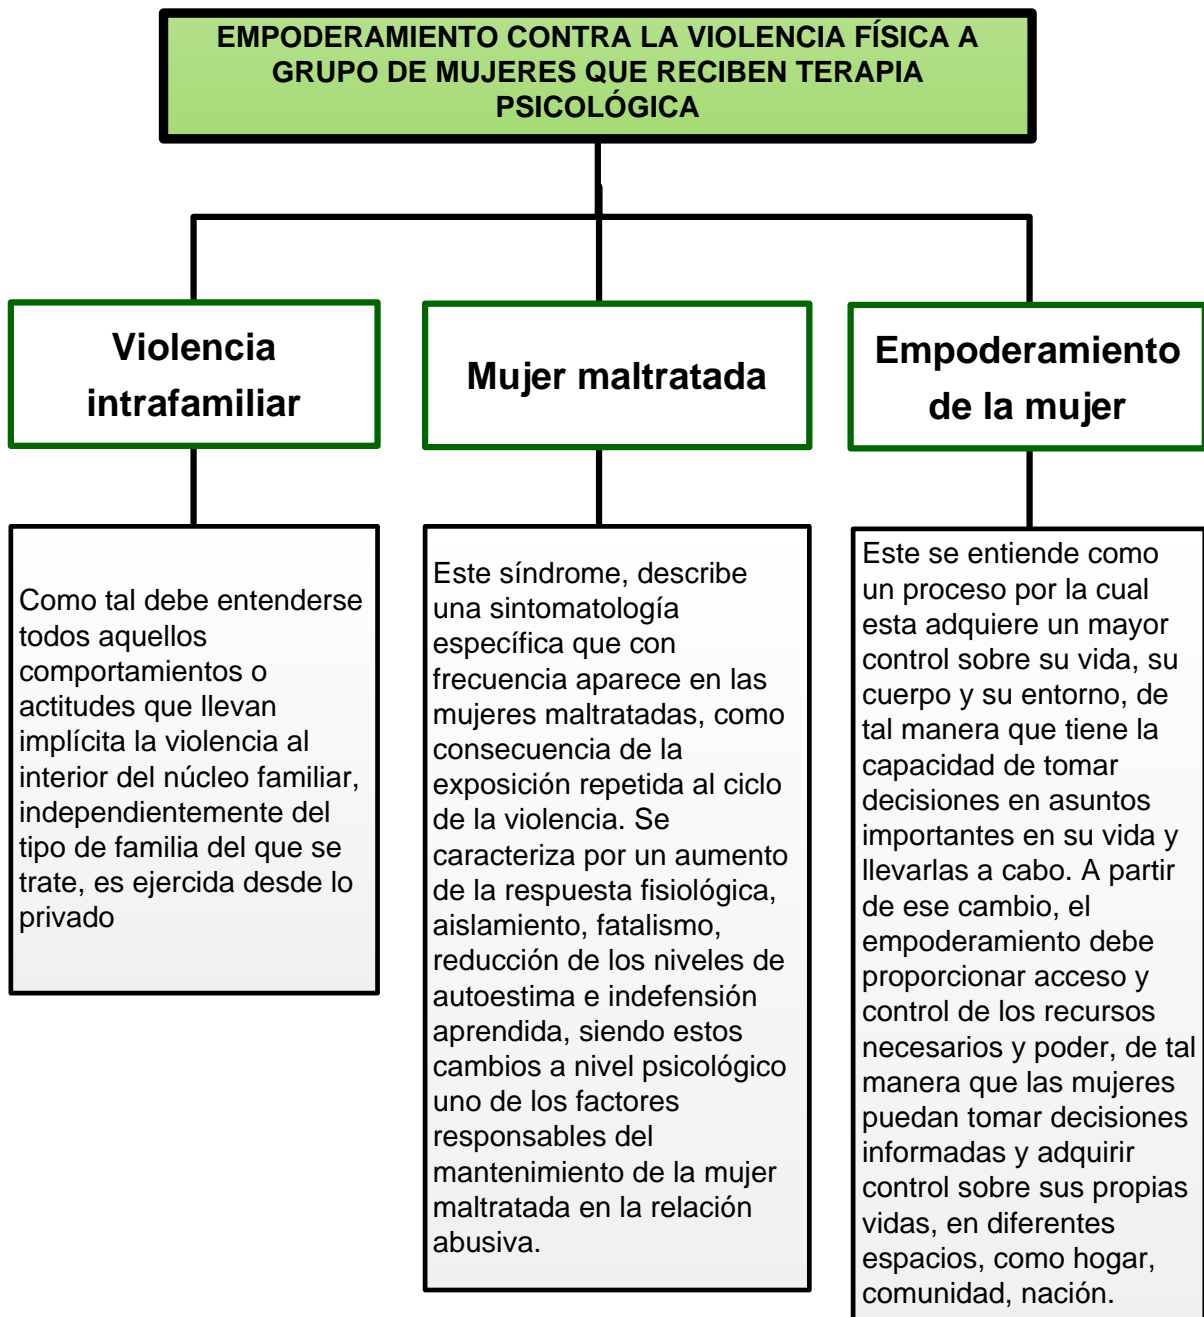 EMPODERAMIENTO CONTRA LA VIOLENCIA FÍSICA A
GRUPO DE MUJERES QUE RECIBEN TERAPIA
PSICOLÓGICA
Violencia
intrafamiliar
Mujer maltratada
Empoderamiento
de la mujer
Como tal debe entenderse
todos aquellos
comportamientos o
actitudes que llevan
implícita la violencia al
interior del núcleo familiar,
independientemente del
tipo de familia del que se
trate, es ejercida desde lo
privado
Este síndrome, describe
una sintomatología
específica que con
frecuencia aparece en las
mujeres maltratadas, como
consecuencia de la
exposición repetida al ciclo
de la violencia. Se
caracteriza por un aumento
de la respuesta fisiológica,
aislamiento, fatalismo,
reducción de los niveles de
autoestima e indefensión
aprendida, siendo estos
cambios a nivel psicológico
uno de los factores
responsables del
mantenimiento de la mujer
maltratada en la relación
abusiva.
Este se entiende como
un proceso por la cual
esta adquiere un mayor
control sobre su vida, su
cuerpo y su entorno, de
tal manera que tiene la
capacidad de tomar
decisiones en asuntos
importantes en su vida y
llevarlas a cabo. A partir
de ese cambio, el
empoderamiento debe
proporcionar acceso y
control de los recursos
necesarios y poder, de tal
manera que las mujeres
puedan tomar decisiones
informadas y adquirir
control sobre sus propias
vidas, en diferentes
espacios, como hogar,
comunidad, nación.